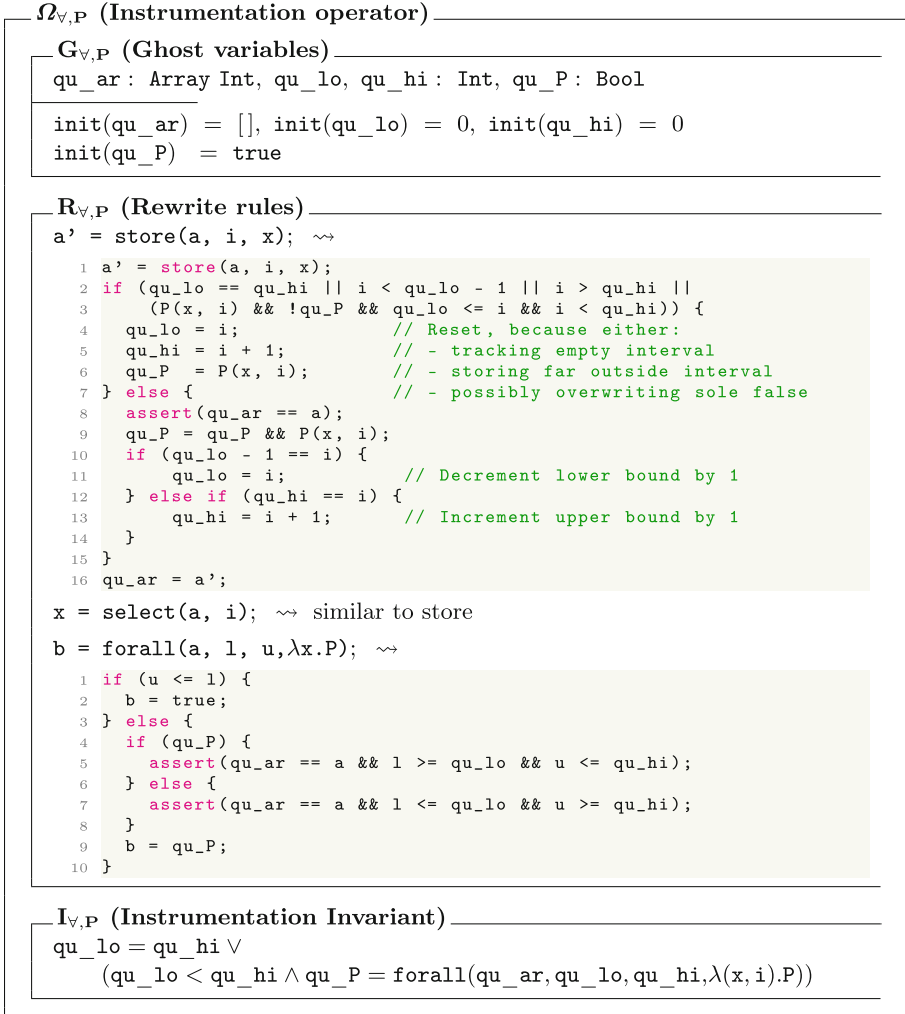 Ω∀,P (Instrumentation operator)
G∀,P (Ghost variables)
qu_ar : Array Int, qu_lo, qu_hi : Int, qu_P : Bool
init(qu_ar) = [], init(qu_lo) = 0, init(qu_hi) = 0
init(qu_P) = true
R∀,P (Rewrite rules)
a' = store(a, i, x); ⇝
1 a' = store(a, i, x);
2 if (qu_lo == qu_hi || i < qu_lo - 1 || i > qu_hi ||
3 (P(x, i) && !qu_P && qu_lo <= i && i < qu_hi)) {
4 qu_lo = i; // Reset, because either:
5 qu_hi = i + 1; // - tracking empty interval
6 qu_P = P(x, i); // - storing far outside interval
7 } else { // - possibly overwriting sole false
8 assert(qu_ar == a);
9 qu_P = qu_P && P(x, i);
10 if (qu_lo - 1 == i) {
11 qu_lo = i; // Decrement lower bound by 1
12 } else if (qu_hi == i) {
13 qu_hi = i + 1; // Increment upper bound by 1
14 }
15 }
16 qu_ar = a';
x = select(a, i); ⇝ similar to store
b = forall(a, l, u,λx.P); ⇝
1 if (u <= l) {
2 b = true;
3 } else {
4 if (qu_P) {
5 assert(qu_ar == a && l >= qu_lo && u <= qu_hi);
6 } else {
7 assert(qu_ar == a && l <= qu_lo && u >= qu_hi);
8 }
9 b = qu_P;
10 }
I∀,P (Instrumentation Invariant)
qu_lo = qu_hi ∨
(qu_lo < qu_hi ∧ qu_P = forall(qu_ar, qu_lo, qu_hi,λ(x, i).P))